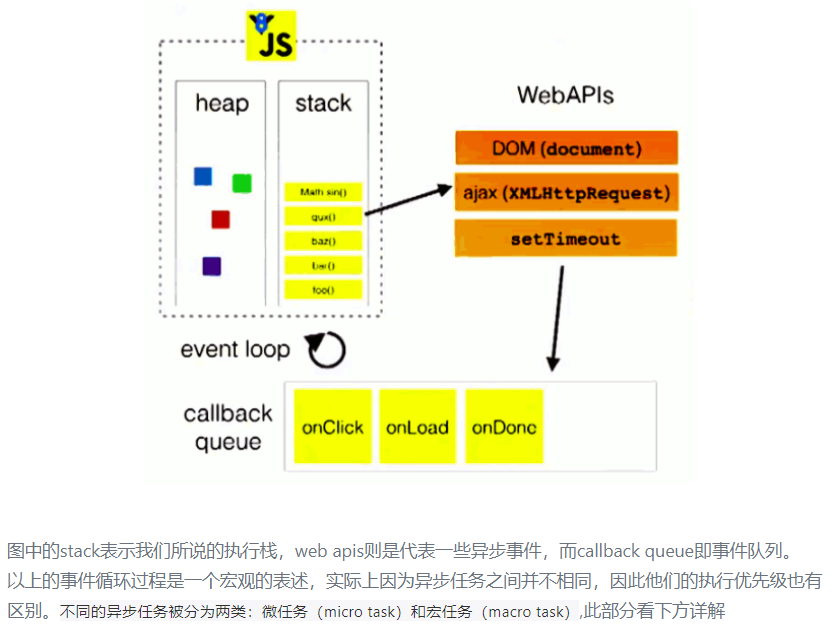 JS
heap
stack
WebAPIs
DOM (document)
ajax (XMLHttpRequest)
setTimeout
Math.sin()
qux()
baz()
bar()
foo()
event loop
callback
queue
onClick
onLoad
onDone
图中的stack表示我们所说的执行栈，web apis则是代表一些异步事件，而callback queue即事件队列。
以上的事件循环过程是一个宏观的表述，实际上因为异步任务之间并不相同，因此他们的执行优先级也有
区别。不同的异步任务被分为两类：微任务（micro task）和宏任务（macro task）,此部分看下方详解